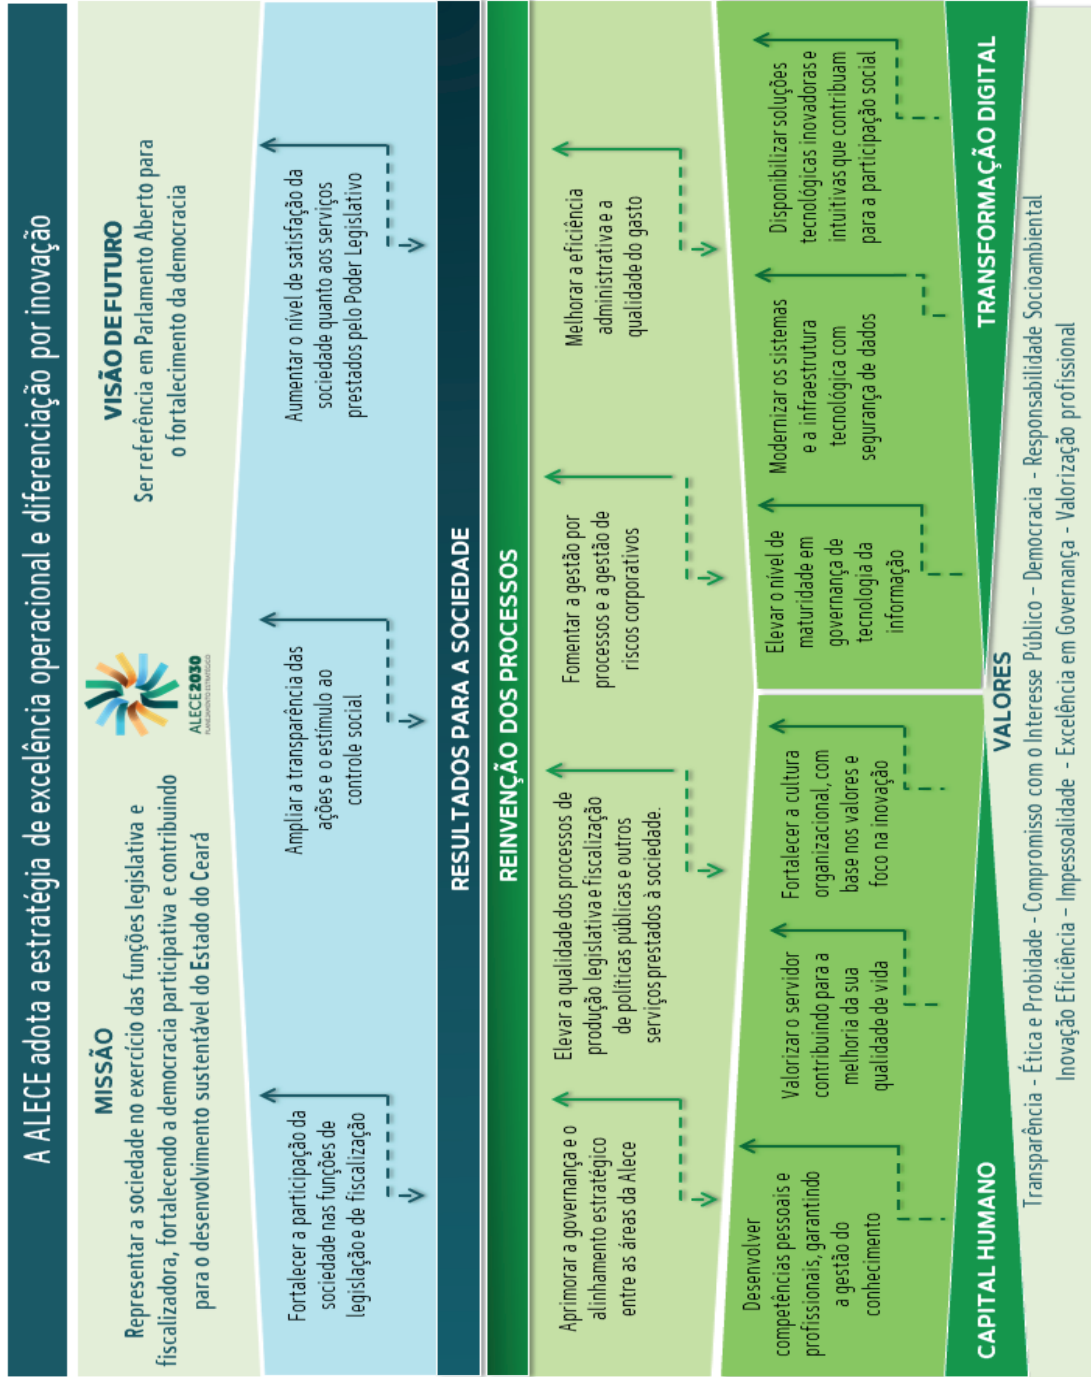 A ALECE adota a estratégia de excelência operacional e diferenciação por inovação
MISSÃO
Representar a sociedade no exercício das funções legislativa e
fiscalizadora, fortalecendo a democracia participativa e contribuindo
para o desenvolvimento sustentável do Estado do Ceará
ALECE2030
PLANEJAMENTO ESTRATÉGICO
VISÃO DE FUTURO
Ser referência em Parlamento Aberto para
o fortalecimento da democracia
Fortalecer a participação da
sociedade nas funções de
legislação e de fiscalização
Ampliar a transparência das
ações e o estímulo ao
controle social
Aumentar o nível de satisfação da
sociedade quanto aos serviços
prestados pelo Poder Legislativo
RESULTADOS PARA A SOCIEDADE
REINVENÇÃO DOS PROCESSOS
Aprimorar a governança e o
alinhamento estratégico
entre as áreas da Alece
Elevar a qualidade dos processos de
produção legislativa e fiscalização
de políticas públicas e outros
serviços prestados à sociedade.
Fomentar a gestão por
processos e a gestão de
riscos corporativos
Melhorar a eficiência
administrativa e a
qualidade do gasto
Desenvolver
competências pessoais e
profissionais, garantindo
a gestão do
conhecimento
Valorizar o servidor
contribuindo para a
melhoria da sua
qualidade de vida
Fortalecer a cultura
organizacional, com
base nos valores e
foco na inovação
Elevar o nível de
maturidade em
governança de
tecnologia da
informação
Modernizar os sistemas
e a infraestrutura
tecnológica com
segurança de dados
Disponibilizar soluções
tecnológicas inovadoras e
intuitivas que contribuam
para a participação social
CAPITAL HUMANO
TRANSFORMAÇÃO DIGITAL
VALORES
Transparência - Ética e Probidade - Compromisso com o Interesse Público - Democracia - Responsabilidade Socioambiental
Inovação Eficiência - Impessoalidade - Excelência em Governança - Valorização profissional